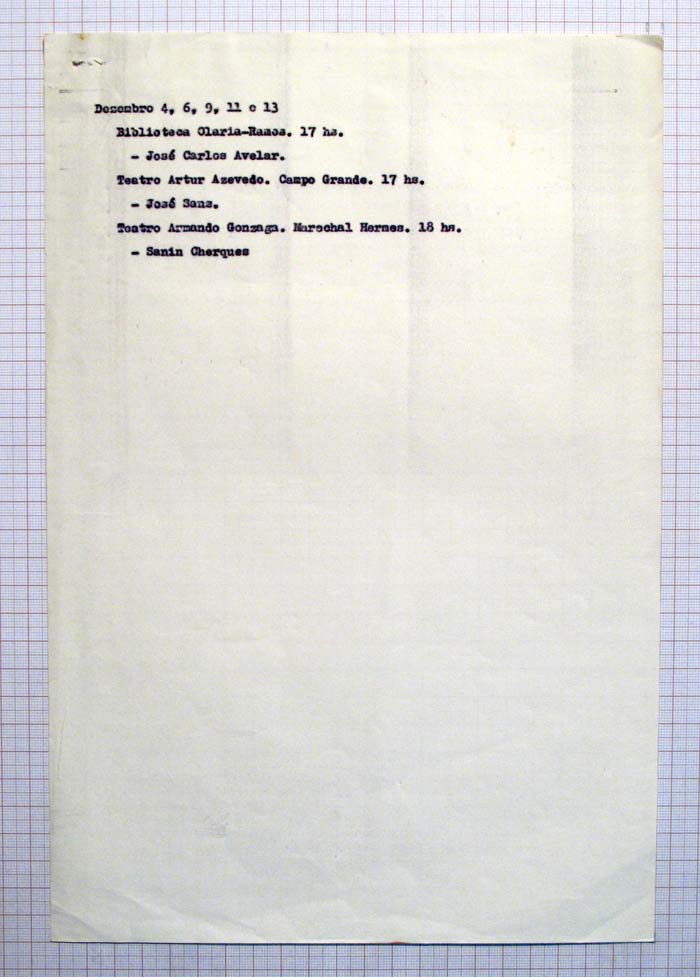 Dezembro 4, 6, 9, 11 e 13
Biblioteca Olaria-Ramos. 17 hs.
- José Carlos Avelar.
Teatro Artur Azevedo. Campo Grande. 17 hs.
- José Sanz.
Teatro Armando Gonzaga. Marechal Hermes. 18 hs.
- Sanin Cherques